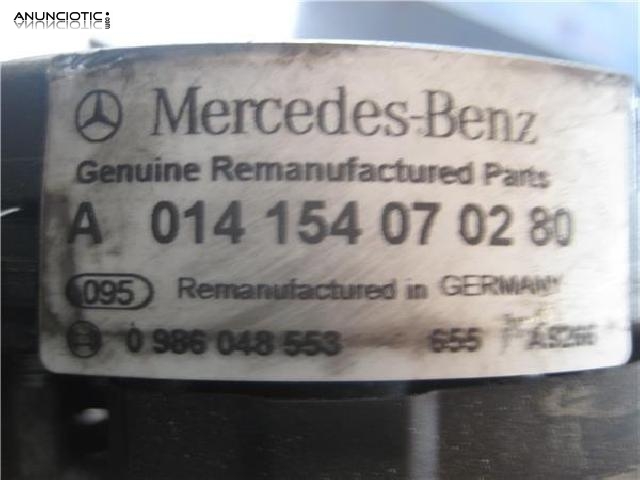 ANUNCIOTIC.com
Mercedes-Benz
Genuine Remanufactured Parts
A 014 154 07 02 80
095 Remanufactured in GERMANY
0 986 048 553 655